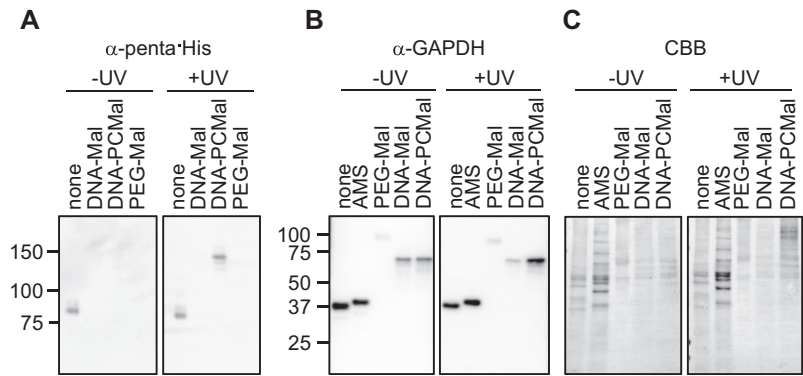 A
α-penta·His
-UV
+UV
none
DNA-Mal
DNA-PCMal
PEG-Mal
none
DNA-Mal
DNA-PCMal
PEG-Mal
150
100
75
B
α-GAPDH
-UV
+UV
none
AMS
PEG-Mal
DNA-Mal
DNA-PCMal
none
AMS
PEG-Mal
DNA-Mal
DNA-PCMal
100
75
50
37
25
C
CBB
-UV
+UV
none
AMS
PEG-Mal
DNA-Mal
DNA-PCMal
none
AMS
PEG-Mal
DNA-Mal
DNA-PCMal